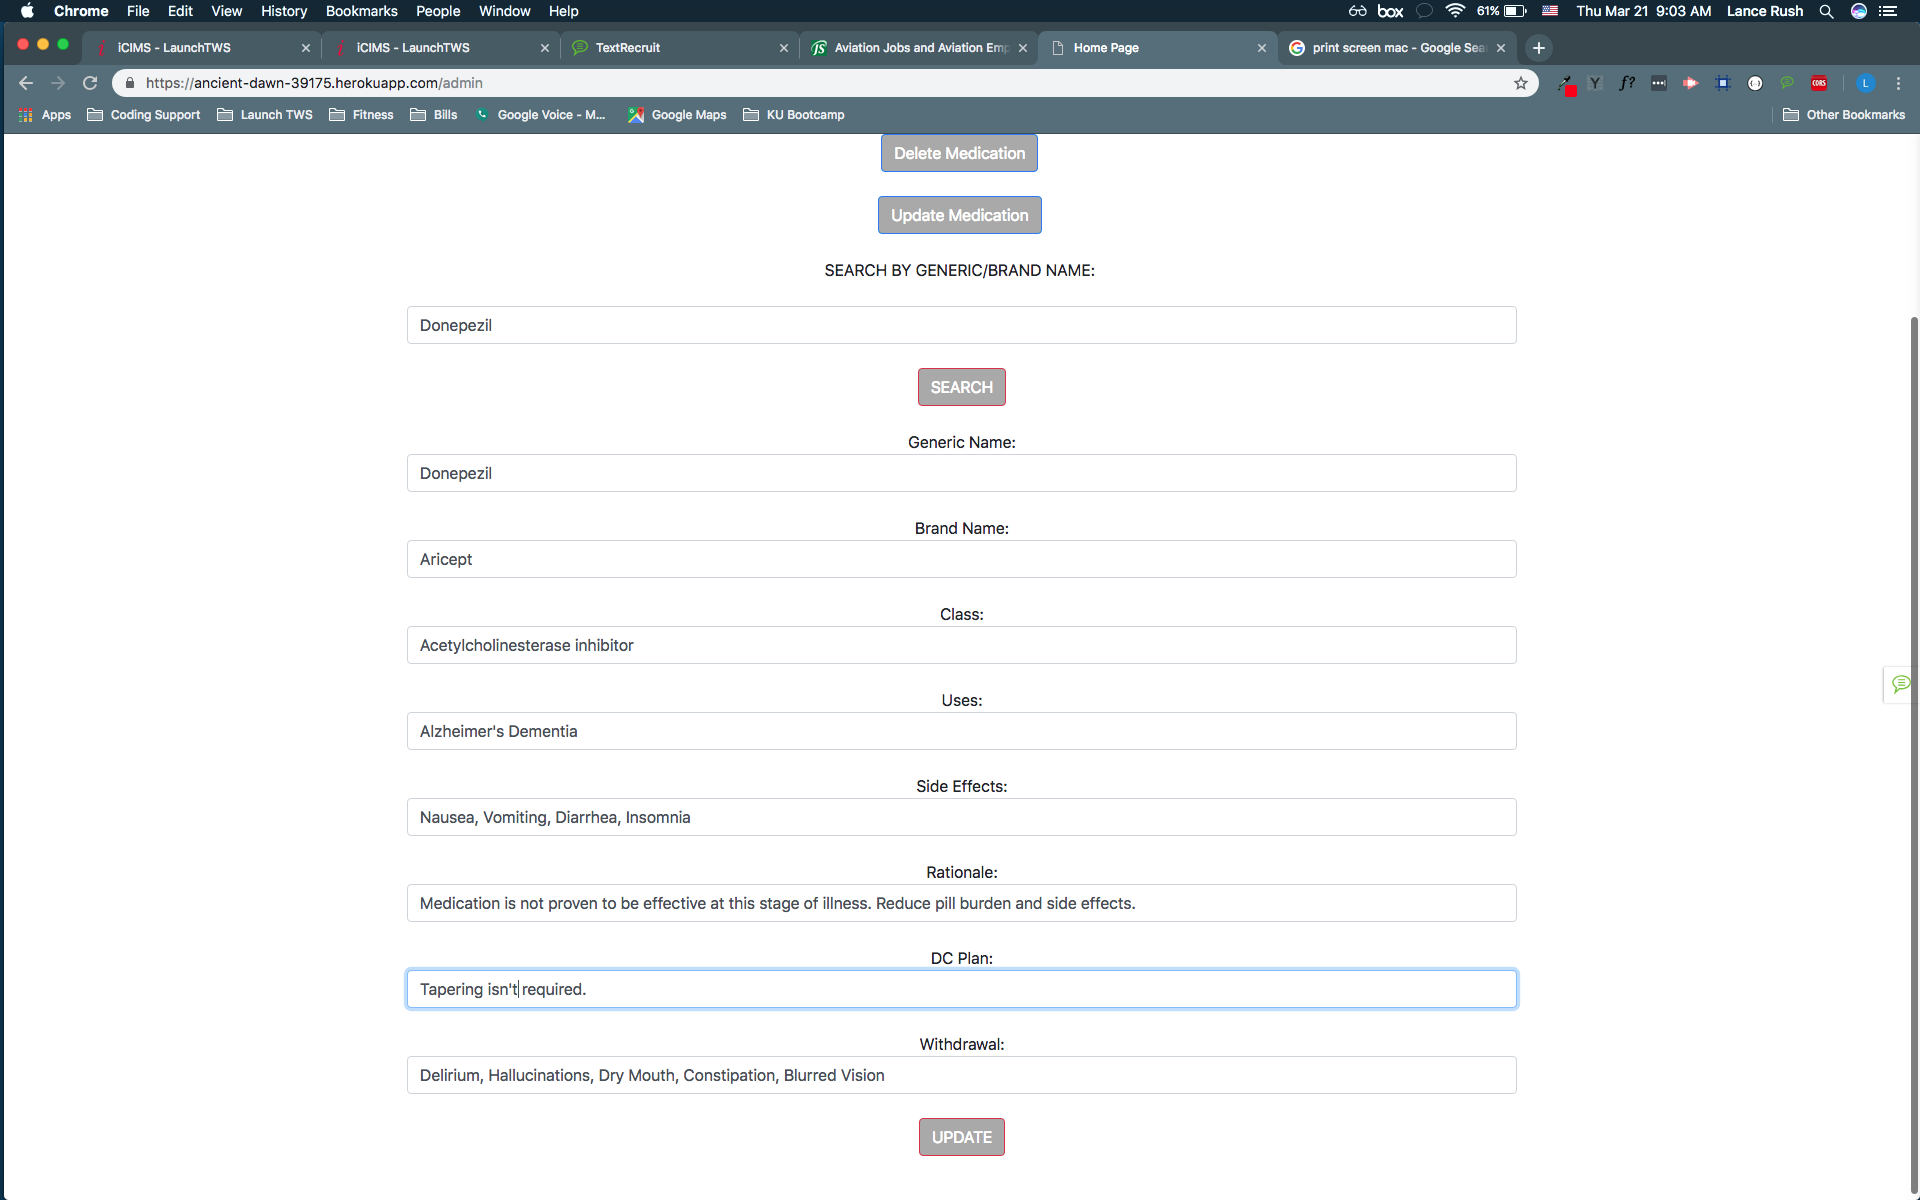 Chrome File Edit View History Bookmarks People Window Help box 61% Thu Mar 21 9:03 AM Lance Rush
iCIMS - LaunchTWS iCIMS - LaunchTWS TextRecruit Aviation Jobs and Aviation Emp Home Page print screen mac - Google Sea
https://ancient-dawn-39175.herokuapp.com/admin Y f? CORS L
Apps Coding Support Launch TWS Fitness Bills Google Voice - M... Google Maps KU Bootcamp Other Bookmarks
Delete Medication
Update Medication
SEARCH BY GENERIC/BRAND NAME:
Donepezil
SEARCH
Generic Name:
Donepezil
Brand Name:
Aricept
Class:
Acetylcholinesterase inhibitor
Uses:
Alzheimer's Dementia
Side Effects:
Nausea, Vomiting, Diarrhea, Insomnia
Rationale:
Medication is not proven to be effective at this stage of illness. Reduce pill burden and side effects.
DC Plan:
Tapering isn't required.
Withdrawal:
Delirium, Hallucinations, Dry Mouth, Constipation, Blurred Vision
UPDATE